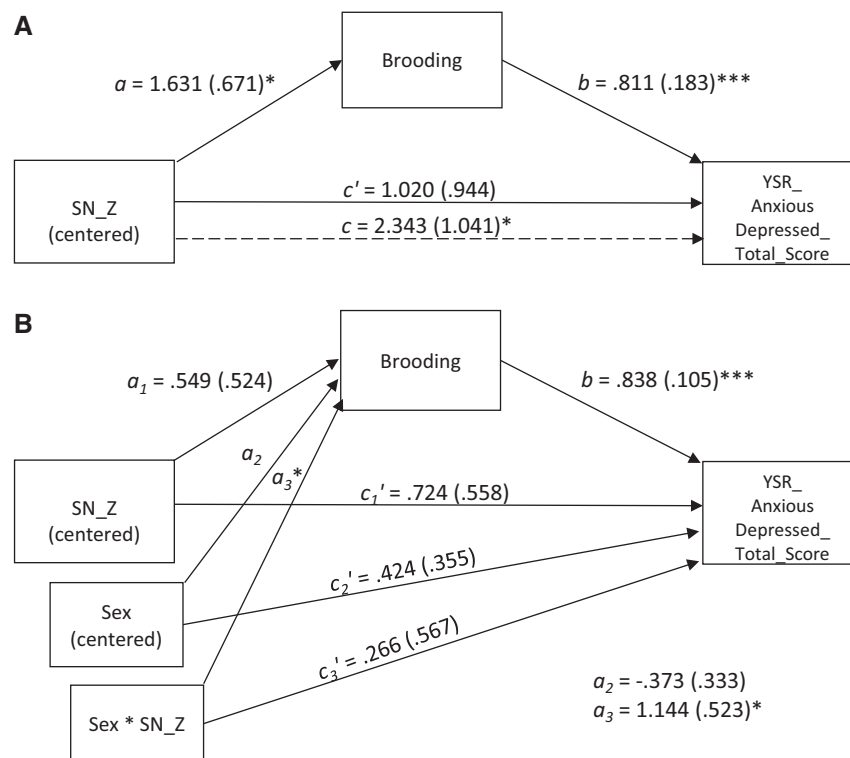 A
Brooding
a = 1.631 (.671)*
b = .811 (.183)***
SN_Z
(centered)
c' = 1.020 (.944)
c = 2.343 (1.041)*
YSR_
Anxious
Depressed_
Total_Score
B
Brooding
a1 = .549 (.524)
b = .838 (.105)***
a2
a3*
SN_Z
(centered)
c1' = .724 (.558)
YSR_
Anxious
Depressed_
Total_Score
Sex
(centered)
c2' = .424 (.355)
c3' = .266 (.567)
Sex * SN_Z
a2 = -.373 (.333)
a3 = 1.144 (.523)*